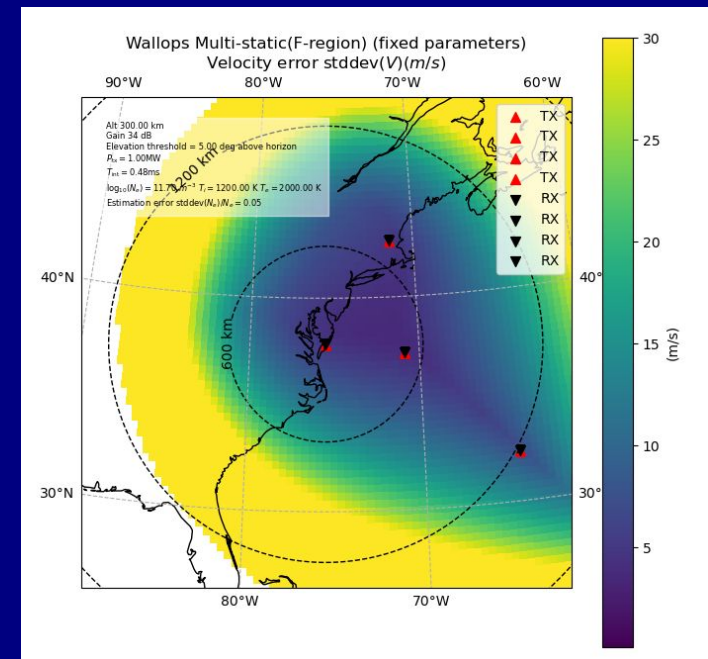 Wallops Multi-static(F-region) (fixed parameters)
Velocity error stddev(V)(m/s)
90°W 80°W 70°W 60°W
Alt 300.00 km
Gain 34 dB
Elevation threshold = 5.00 deg above horizon
Ptx = 1.00MW
Tint = 0.48ms
Ti = 1200.00 K Te = 2000.00 K
Estimation error stddev(Ne)/Ne = 0.05
1200 km
600 km
TX
TX
TX
TX
RX
RX
RX
RX
40°N 40°
30°N 30°
80°W 70°W
30
25
20
15
10
5
(m/s)